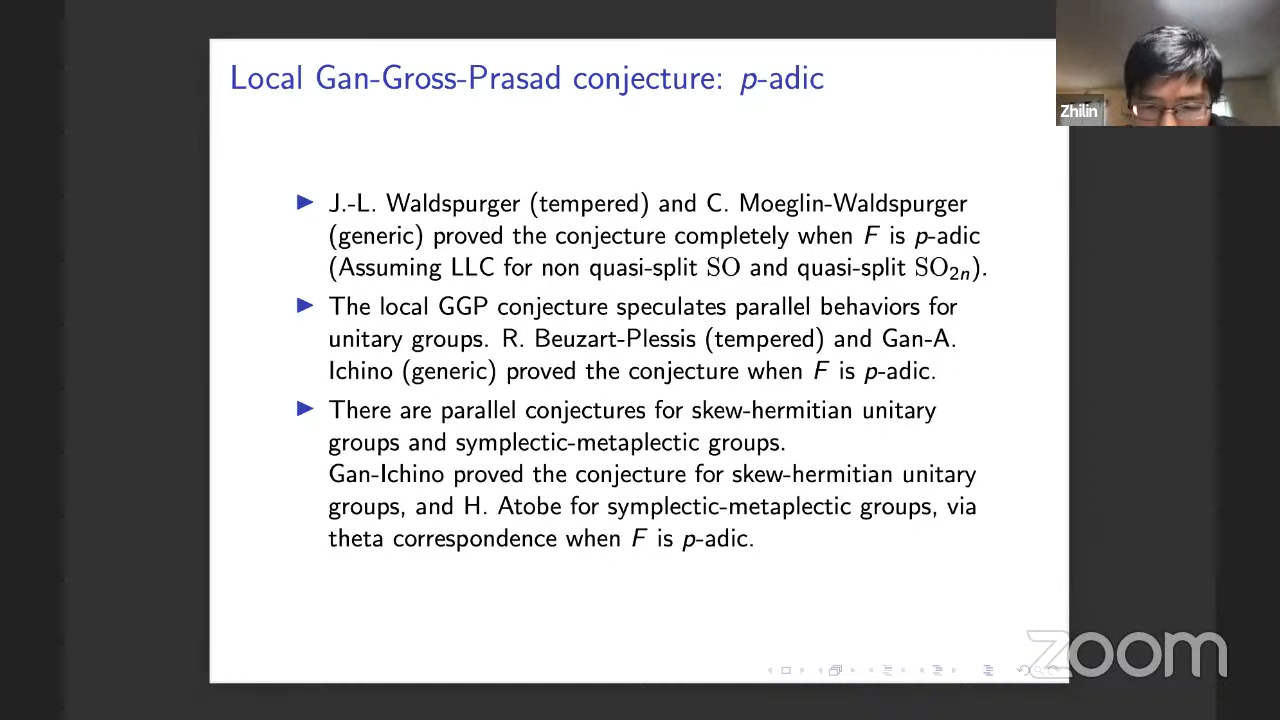 Local Gan-Gross-Prasad conjecture: p-adic
Zhilin
▶ J.-L. Waldspurger (tempered) and C. Moeglin-Waldspurger
(generic) proved the conjecture completely when F is p-adic
(Assuming LLC for non quasi-split SO and quasi-split SO₂ₙ).
▶ The local GGP conjecture speculates parallel behaviors for
unitary groups. R. Beuzart-Plessis (tempered) and Gan-A.
Ichino (generic) proved the conjecture when F is p-adic.
▶ There are parallel conjectures for skew-hermitian unitary
groups and symplectic-metaplectic groups.
Gan-Ichino proved the conjecture for skew-hermitian unitary
groups, and H. Atobe for symplectic-metaplectic groups, via
theta correspondence when F is p-adic.
zoom